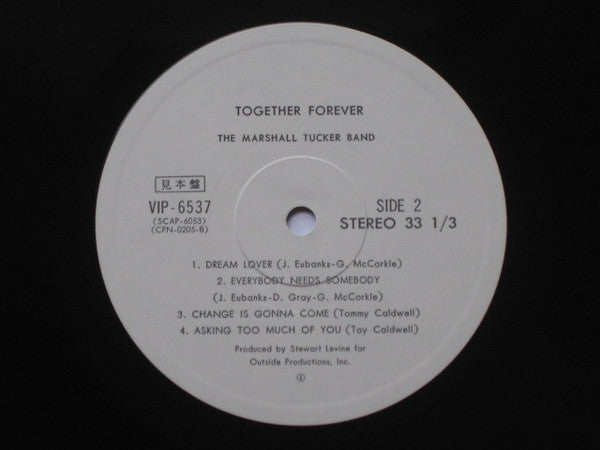 TOGETHER FOREVER
THE MARSHALL TUCKER BAND
見本盤
VIP-6537
(SCAP-6053)
(CPN-0205-B)
SIDE 2
STEREO 33 1/3
1. DREAM LOVER (J. Eubanks-G. McCorkle)
2. EVERYBODY NEEDS SOMEBODY
(J. Eubanks-D. Gray-G. McCorkle)
3. CHANGE IS GONNA COME (Tommy Caldwell)
4. ASKING TOO MUCH OF YOU (Toy Caldwell)
Produced by Stewart Levine for
Outside Productions, Inc.
④